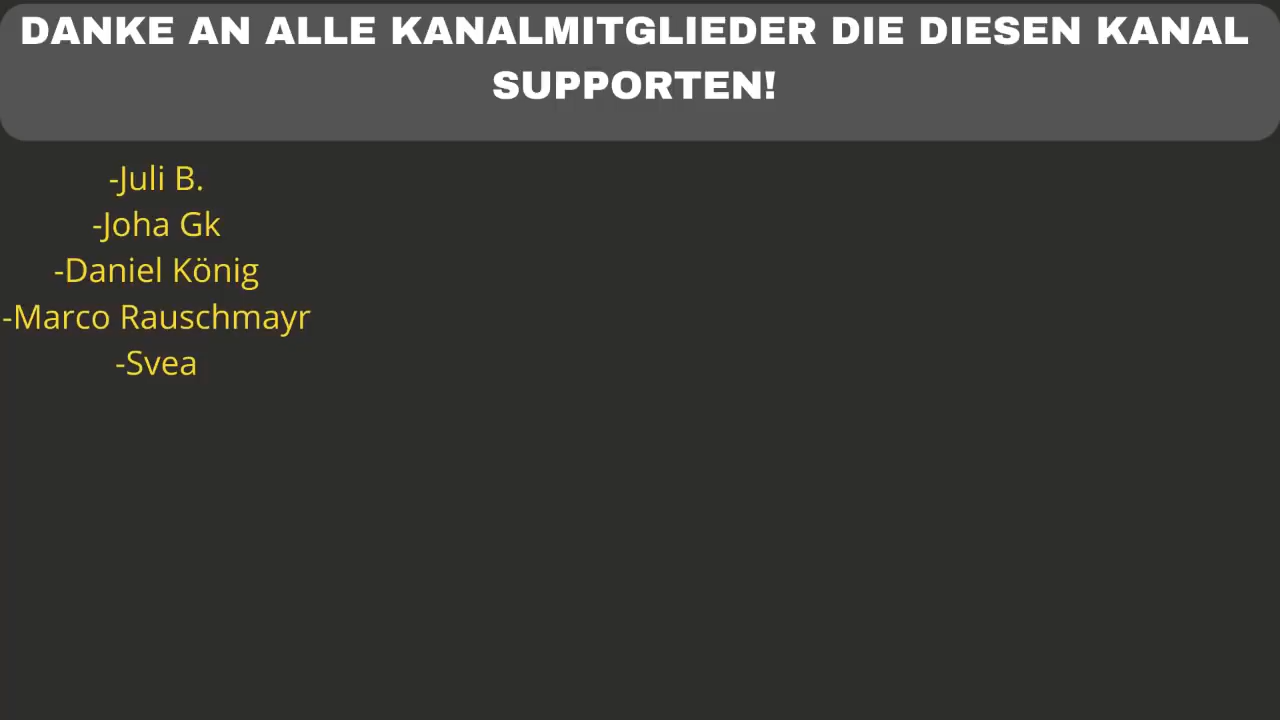 DANKE AN ALLE KANALMITGLIEDER DIE DIESEN KANAL
SUPPORTEN!
-Juli B.
-Joha Gk
-Daniel König
-Marco Rauschmayr
-Svea